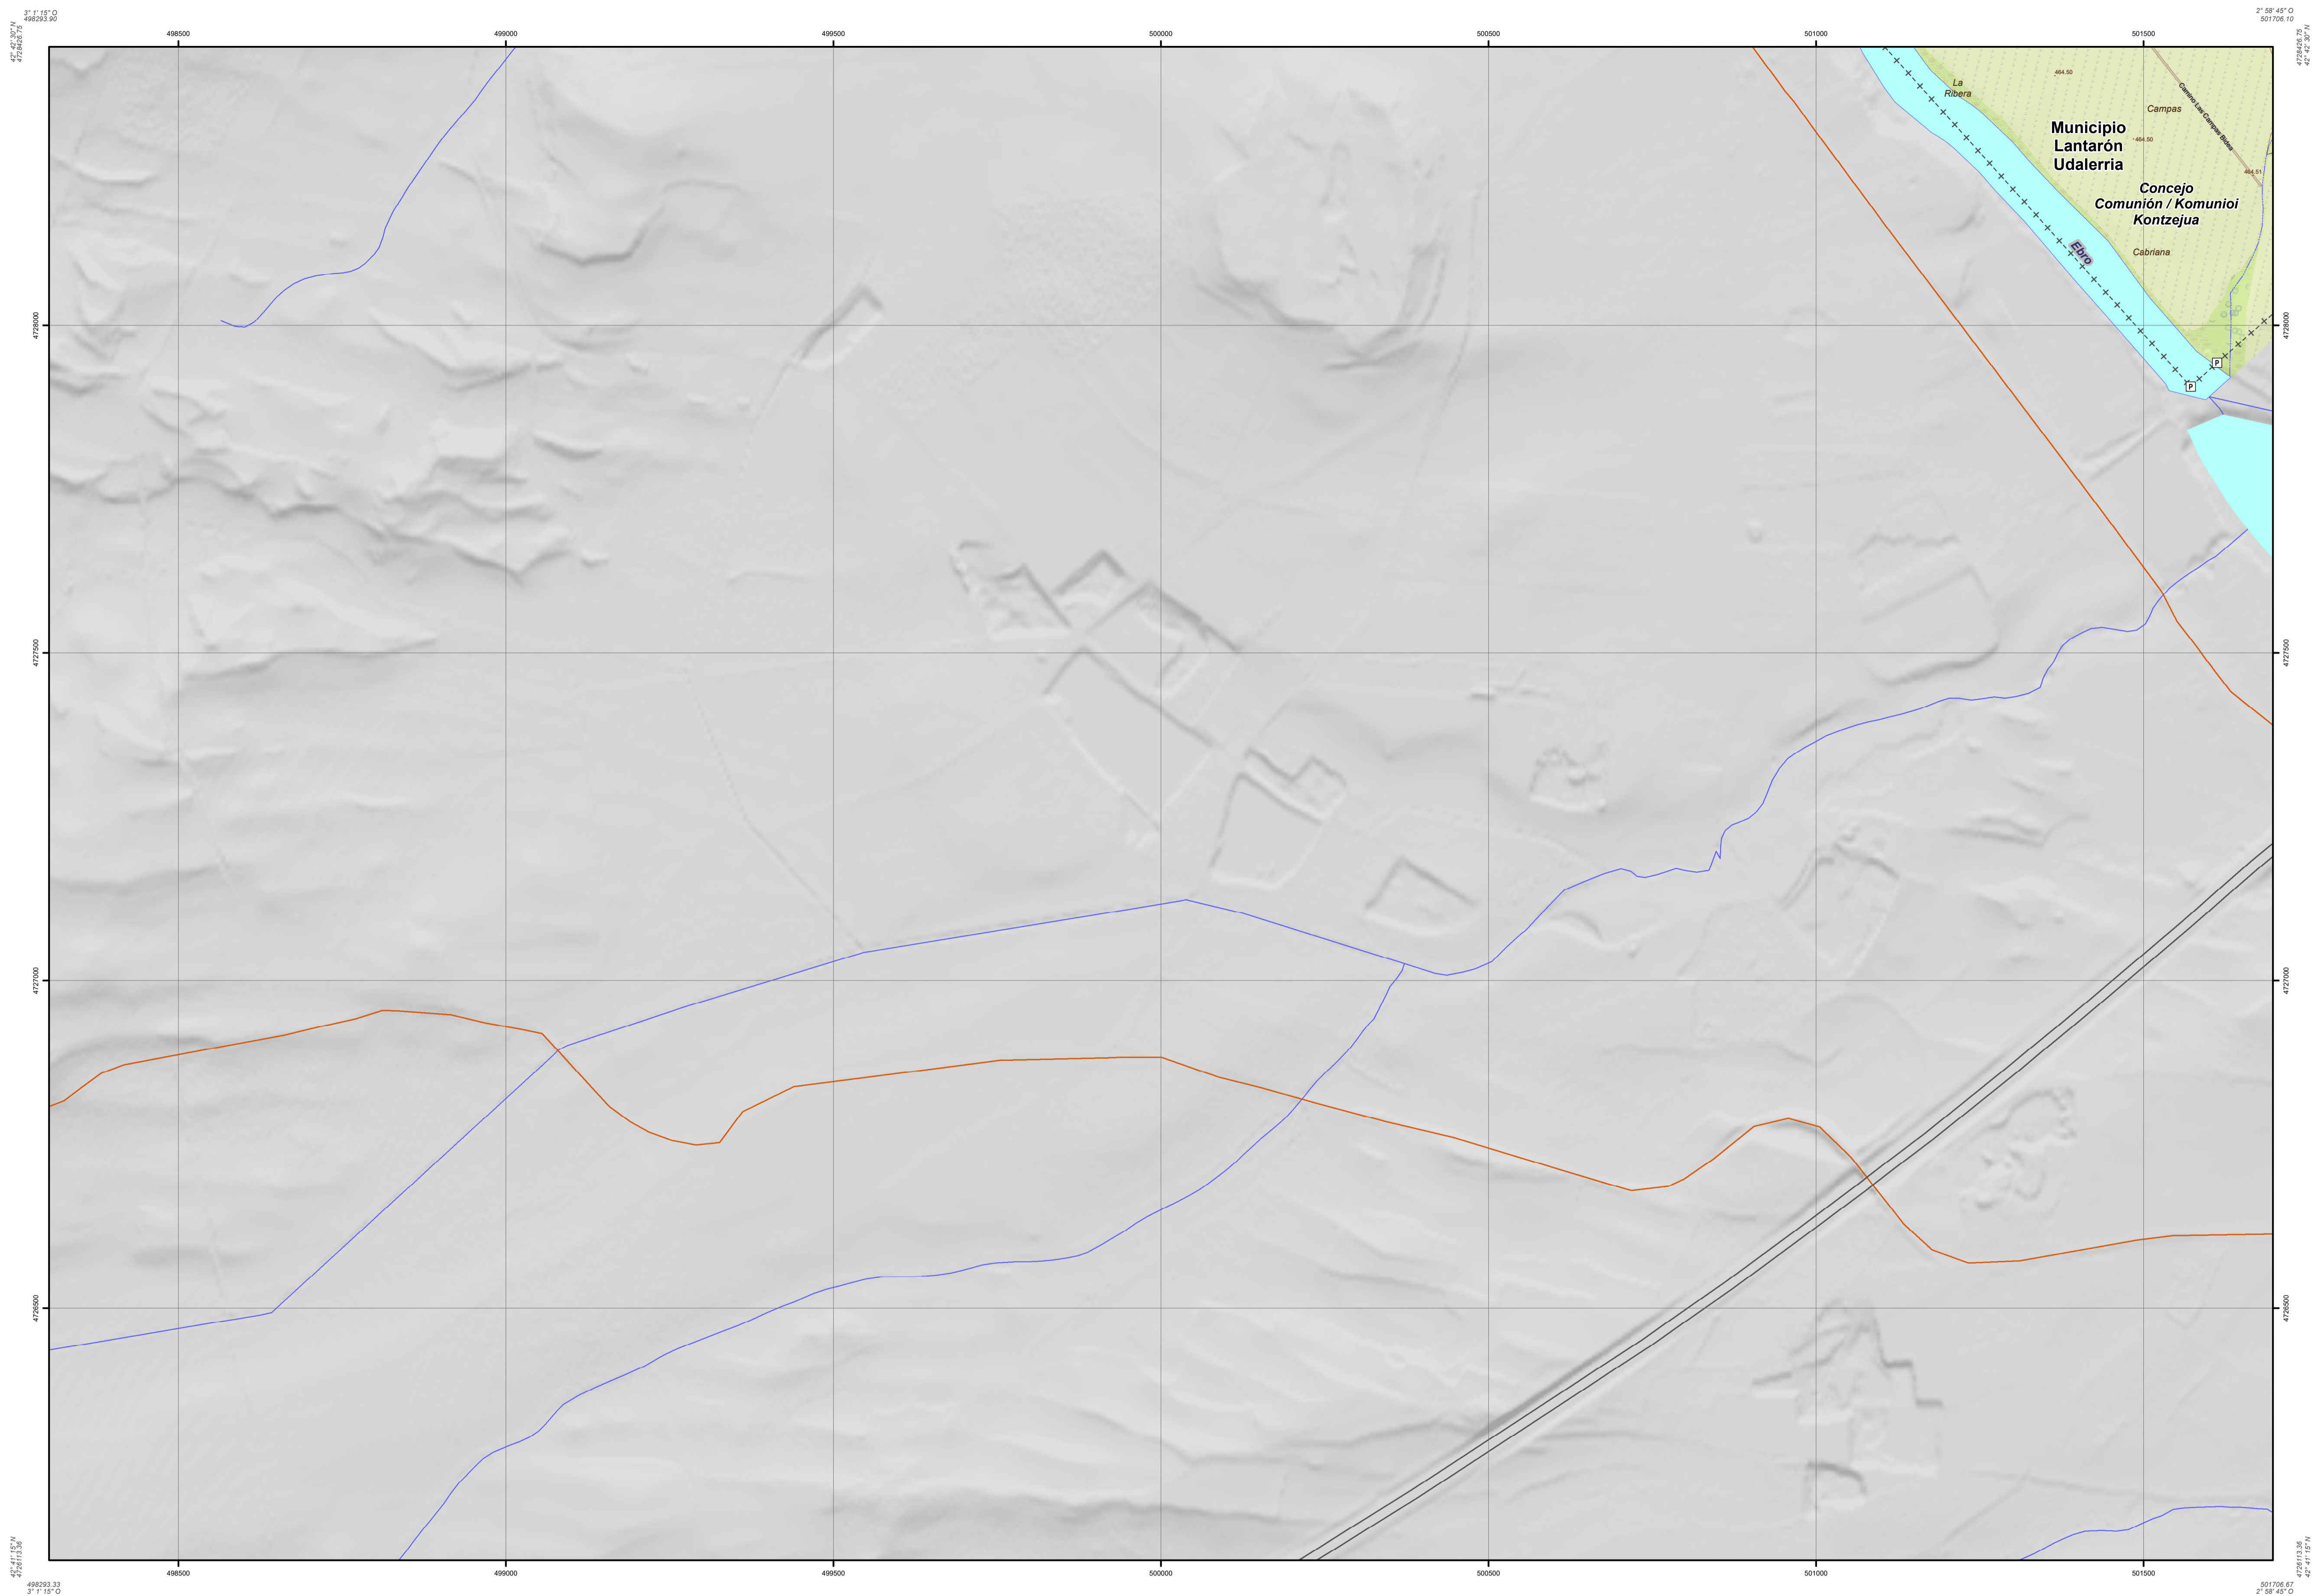 3° 1' 15" O
498293.90
2° 58' 45" O
501706.10
42° 42' 30" N
4728426.75
4728426.75
42° 42' 30" N
498500
499000
499500
500000
500500
501000
501500
La
Ribera
464.50
Campas
Camino Las Campas Bidea
464.50
Municipio
Lantarón
Udalerria
464.51
Concejo
Comunión / Komunioi
Kontzejua
Ebro
Cabriana
P
P
4728000
4728000
4727500
4727500
4727000
4727000
4726500
4726500
42° 41' 15" N
4726113.36
4726113.36
42° 41' 15" N
498500
499000
499500
500000
500500
501000
501500
498293.33
3° 1' 15" O
501706.67
2° 58' 45" O